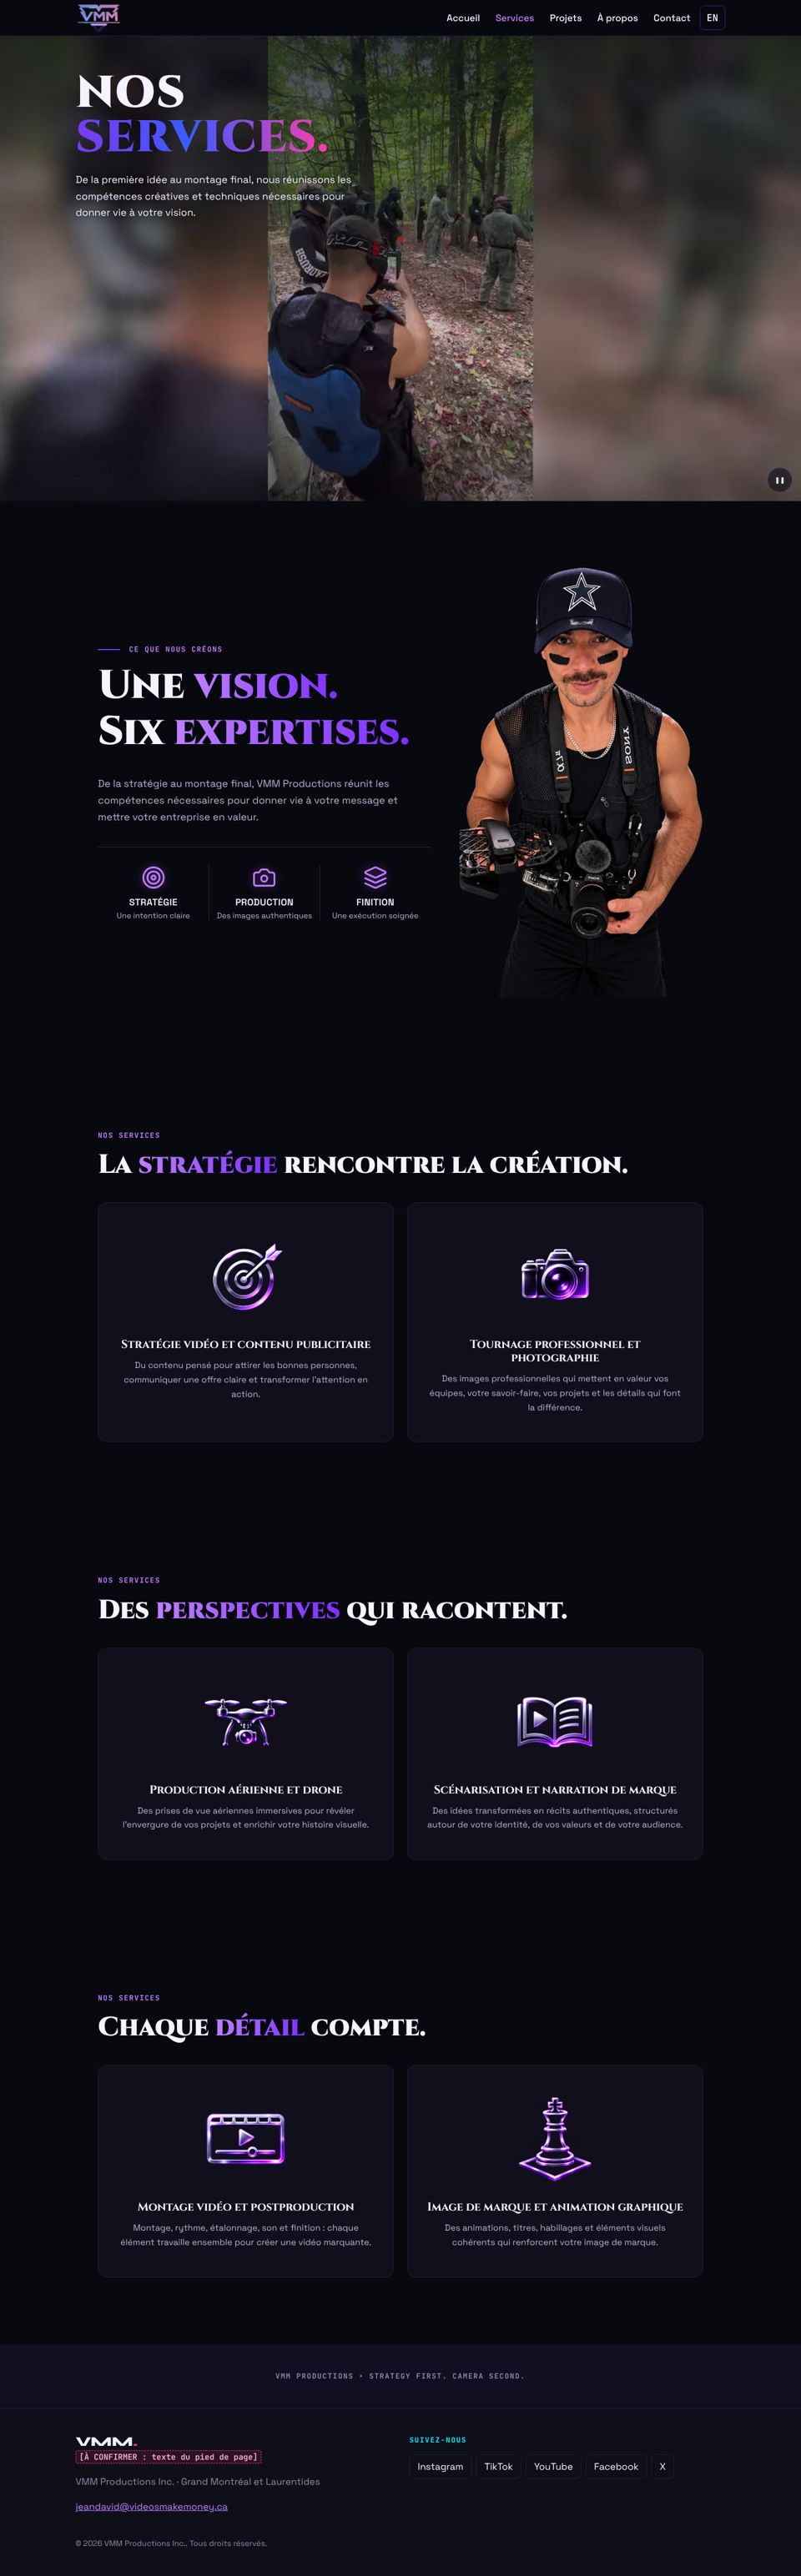 VMM
Accueil Services Projets À propos Contact EN
NOS
SERVICES.
De la première idée au montage final, nous réunissons les
compétences créatives et techniques nécessaires pour
donner vie à votre vision.
CE QUE NOUS CRÉONS
Une vision.
Six expertises.
De la stratégie au montage final, VMM Productions réunit les
compétences nécessaires pour donner vie à votre message et
mettre votre entreprise en valeur.
STRATÉGIE
Une intention claire
PRODUCTION
Des images authentiques
FINITION
Une exécution soignée
SONY
NOS SERVICES
La stratégie rencontre la création.
Stratégie vidéo et contenu publicitaire
Du contenu pensé pour attirer les bonnes personnes,
communiquer une offre claire et transformer l'attention en
action.
Tournage professionnel et
photographie
Des images professionnelles qui mettent en valeur vos
équipes, votre savoir-faire, vos projets et les détails qui font
la différence.
NOS SERVICES
Des perspectives qui racontent.
Production aérienne et drone
Des prises de vue aériennes immersives pour révéler
l'envergure de vos projets et enrichir votre histoire visuelle.
Scénarisation et narration de marque
Des idées transformées en récits authentiques, structurés
autour de votre identité, de vos valeurs et de votre audience.
NOS SERVICES
Chaque détail compte.
Montage vidéo et postproduction
Montage, rythme, étalonnage, son et finition : chaque
élément travaille ensemble pour créer une vidéo marquante.
Image de marque et animation graphique
Des animations, titres, habillages et éléments visuels
cohérents qui renforcent votre image de marque.
VMM PRODUCTIONS • STRATEGY FIRST. CAMERA SECOND.
VMM.
[À CONFIRMER : texte du pied de page]
VMM Productions Inc. · Grand Montréal et Laurentides
jeandavid@videosmakemoney.ca
SUIVEZ-NOUS
Instagram TikTok YouTube Facebook X
© 2026 VMM Productions Inc.. Tous droits réservés.